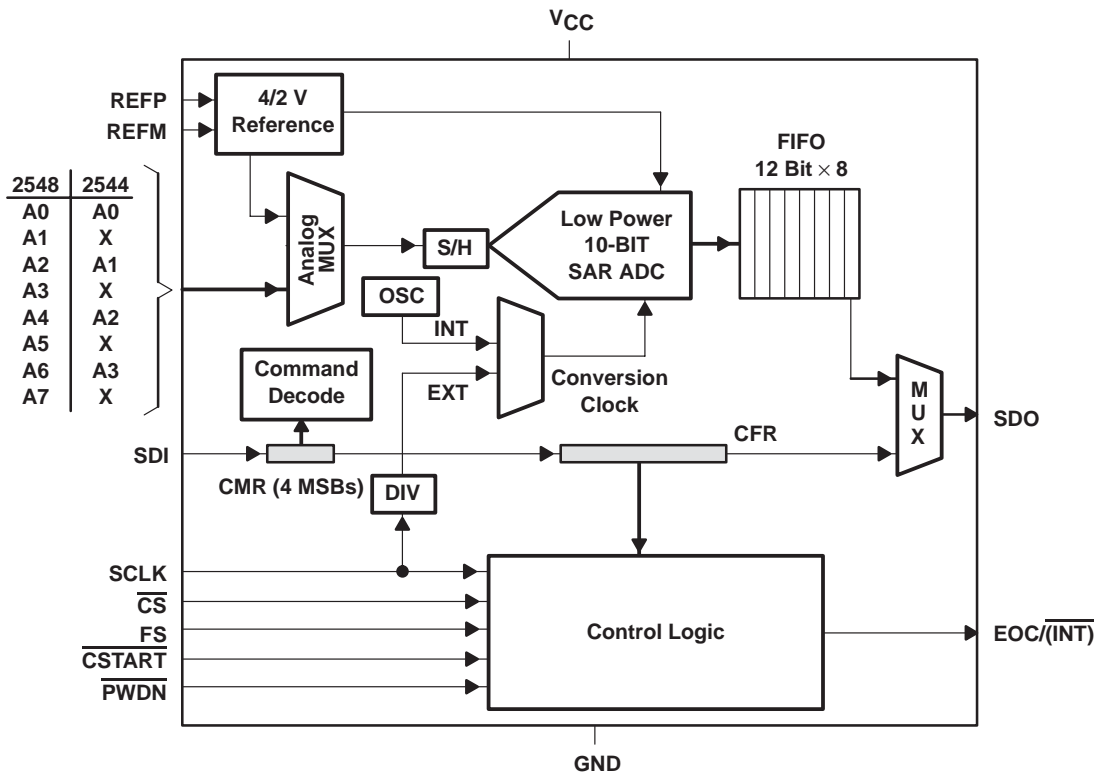 VCC
REFP
REFM
4/2 V
Reference
FIFO
12 Bit × 8
2548 2544
A0 A0
A1 X
A2 A1
A3 X
A4 A2
A5 X
A6 A3
A7 X
Analog
MUX
S/H
Low Power
10-BIT
SAR ADC
OSC
INT
EXT
Conversion
Clock
Command
Decode
MUX
SDO
SDI
CMR (4 MSBs)
CFR
DIV
SCLK
CS
FS
CSTART
PWDN
Control Logic
EOC/(INT)
GND